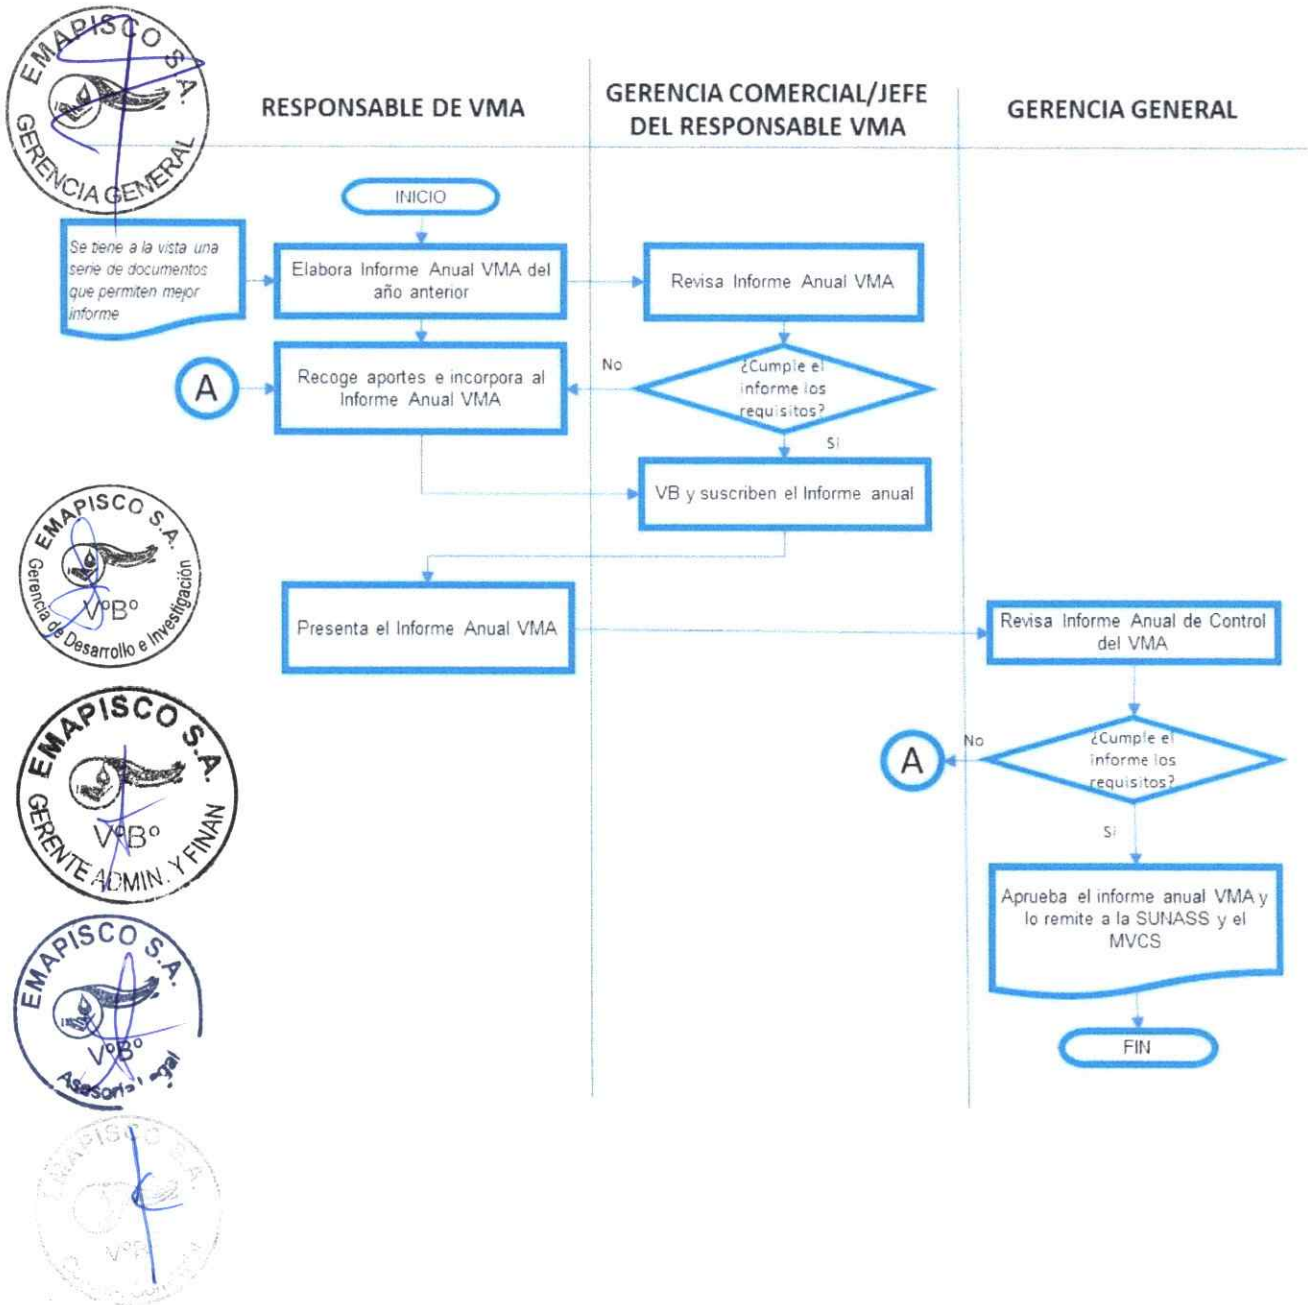 EMAPISCO S.A.
GERENCIA GENERAL
RESPONSABLE DE VMA
GERENCIA COMERCIAL/JEFE
DEL RESPONSABLE VMA
GERENCIA GENERAL
INICIO
Se tiene a la vista una
serie de documentos
que permiten mejor
informe
Elabora Informe Anual VMA del
año anterior
Revisa Informe Anual VMA
A
Recoge aportes e incorpora al
Informe Anual VMA
No
¿Cumple el
informe los
requisitos?
Si
VB y suscriben el Informe anual
EMAPISCO S.A.
VºBº
Gerencia de Desarrollo e Investigación
Presenta el Informe Anual VMA
Revisa Informe Anual de Control
del VMA
EMAPISCO S.A.
VºBº
GERENTE ADMIN. Y FINAN
A
No
¿Cumple el
informe los
requisitos?
Si
Aprueba el informe anual VMA y
lo remite a la SUNASS y el
MVCS
FIN
EMAPISCO S.A.
VºBº
Asesoría Legal
EMAPISCO S.A.